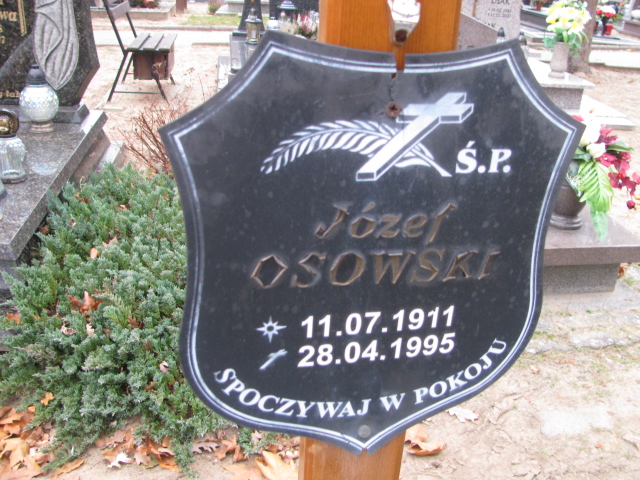 Ś.P.
Józef
OSOWSKI
11.07.1911
28.04.1995
SPOCZYWAJ W POKOJU